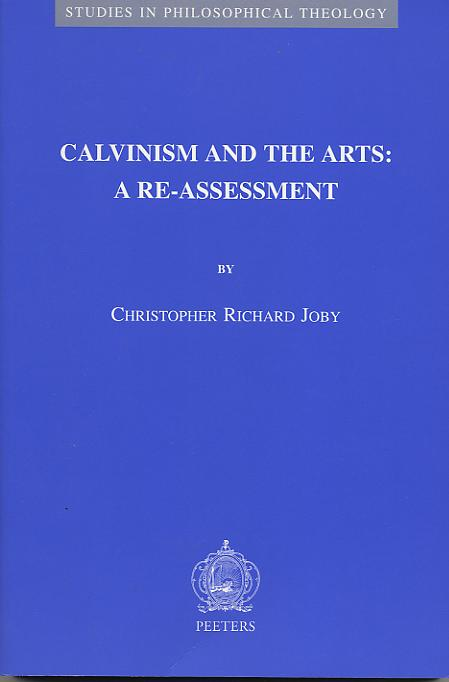 STUDIES IN PHILOSOPHICAL THEOLOGY
CALVINISM AND THE ARTS:
A RE-ASSESSMENT
BY
CHRISTOPHER RICHARD JOBY
PEETERS